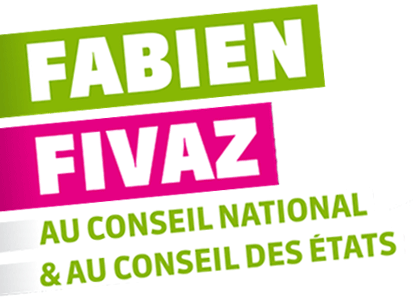 FABIEN
FIVAZ
AU CONSEIL NATIONAL
& AU CONSEIL DES ÉTATS